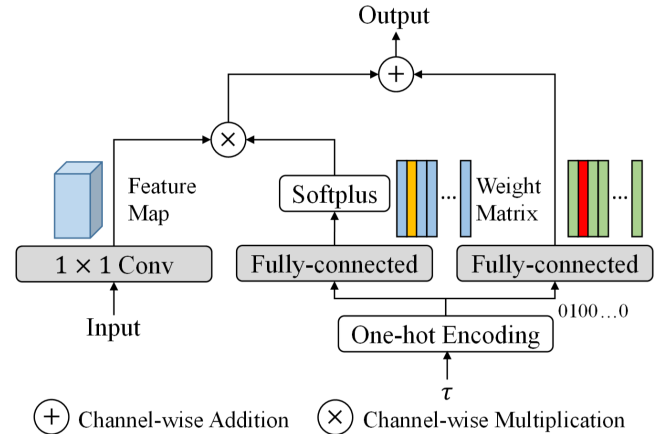 Output
+
×
Feature
Map
Softplus
...
Weight
Matrix
...
1 × 1 Conv
Fully-connected
Fully-connected
Input
0100...0
One-hot Encoding
τ
+ Channel-wise Addition
× Channel-wise Multiplication